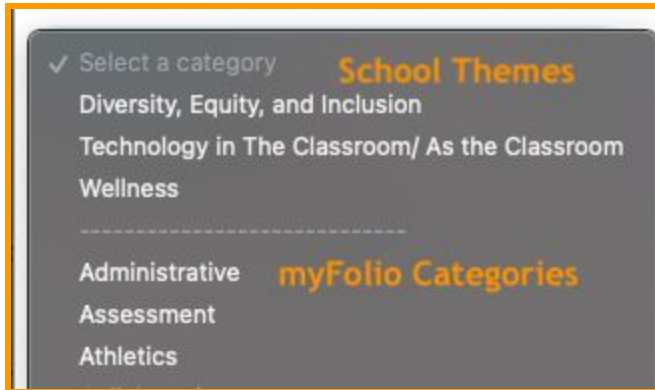 ✓ Select a category School Themes
Diversity, Equity, and Inclusion
Technology in The Classroom/ As the Classroom
Wellness
-----------------------------
Administrative myFolio Categories
Assessment
Athletics